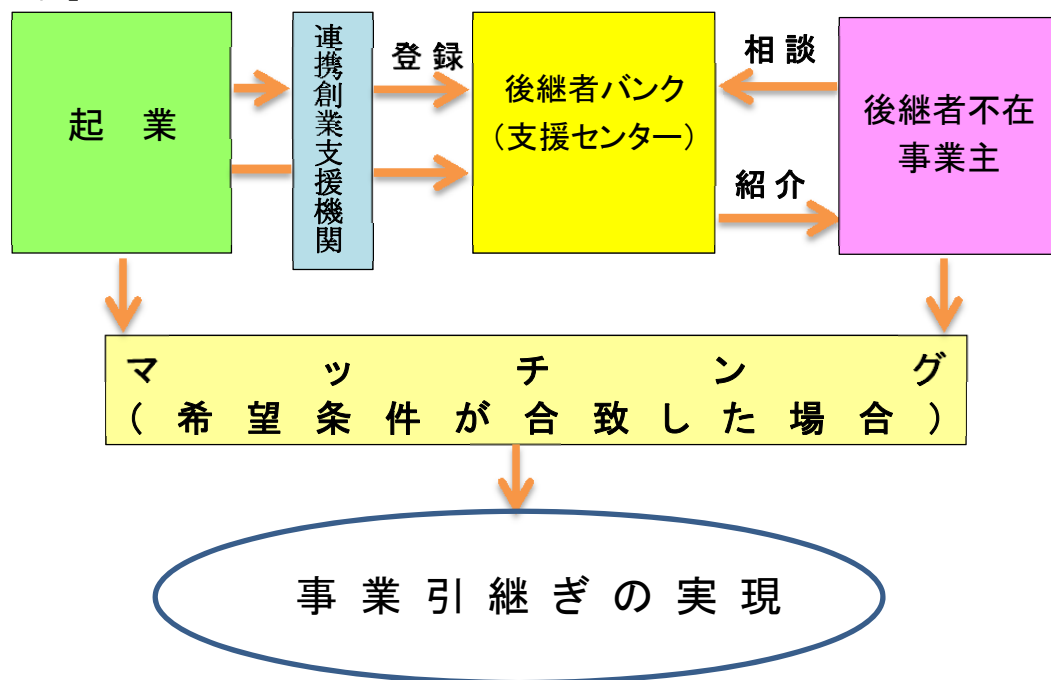 起 業
連携創業支援機関
登録
後継者バンク
（支援センター）
相談
紹介
後継者不在
事業主
マッチング
（希望条件が合致した場合）
事業引継ぎの実現